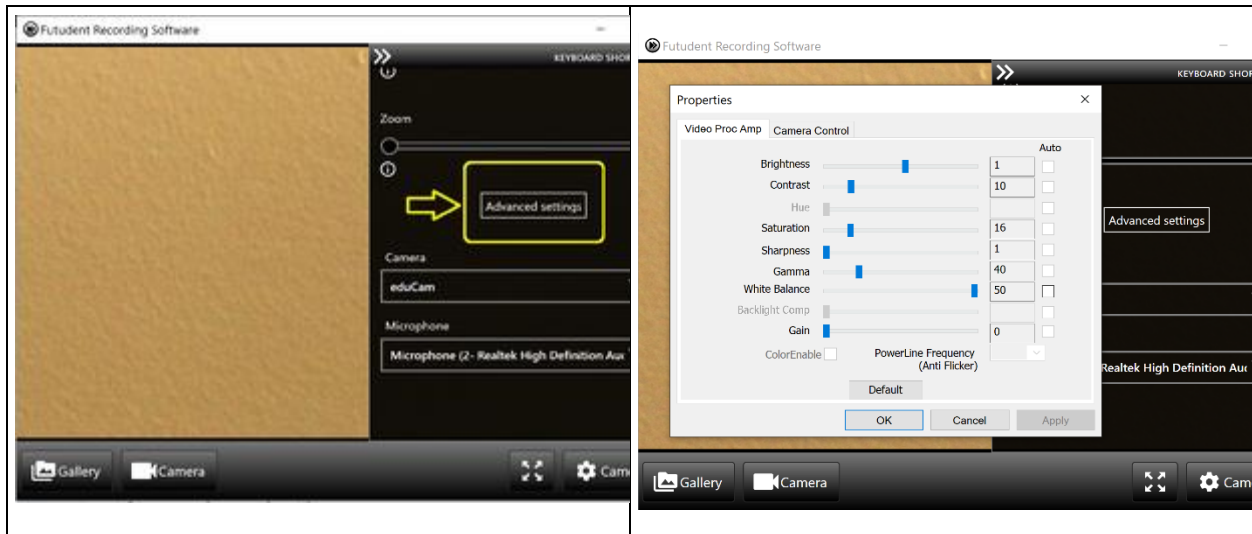 Futudent Recording Software
KEYBOARD SHOR
Zoom
Advanced settings
Camera
eduCam
Microphone
Microphone (2- Realtek High Definition Auc
Gallery
Camera
Cam
Futudent Recording Software
KEYBOARD SHOR
Properties
Video Proc Amp Camera Control
Auto
Brightness 1
Contrast 10
Hue
Saturation 16
Sharpness 1
Gamma 40
White Balance 50
Backlight Comp
Gain 0
ColorEnable PowerLine Frequency
(Anti Flicker)
Default
OK Cancel Apply
Advanced settings
Realtek High Definition Auc
Gallery
Camera
Cam